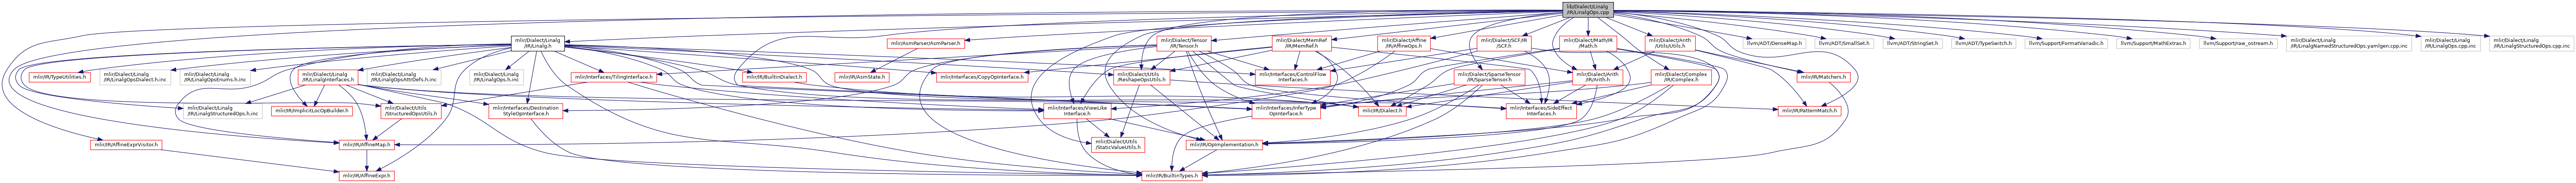 lib/Dialect/Linalg
/IR/LinalgOps.cpp
mlir/Dialect/Linalg
/IR/Linalg.h
mlir/AsmParser/AsmParser.h
mlir/Dialect/Tensor
/IR/Tensor.h
mlir/Dialect/MemRef
/IR/MemRef.h
mlir/Dialect/Affine
/IR/AffineOps.h
mlir/Dialect/SCF/IR
/SCF.h
mlir/Dialect/Math/IR
/Math.h
mlir/Dialect/Arith
/Utils/Utils.h
llvm/ADT/DenseMap.h
llvm/ADT/SmallSet.h
llvm/ADT/StringSet.h
llvm/ADT/TypeSwitch.h
llvm/Support/FormatVariadic.h
llvm/Support/MathExtras.h
llvm/Support/raw_ostream.h
mlir/Dialect/Linalg
/IR/LinalgNamedStructuredOps.yamlgen.cpp.inc
mlir/Dialect/Linalg
/IR/LinalgOps.cpp.inc
mlir/Dialect/Linalg
/IR/LinalgStructuredOps.cpp.inc
mlir/IR/TypeUtilities.h
mlir/Dialect/Linalg
/IR/LinalgOpsDialect.h.inc
mlir/Dialect/Linalg
/IR/LinalgOpsEnums.h.inc
mlir/Dialect/Linalg
/IR/LinalgInterfaces.h
mlir/Dialect/Linalg
/IR/LinalgOpsAttrDefs.h.inc
mlir/Dialect/Linalg
/IR/LinalgOps.h.inc
mlir/Interfaces/TilingInterface.h
mlir/IR/BuiltinDialect.h
mlir/IR/AsmState.h
mlir/Interfaces/CopyOpInterface.h
mlir/Dialect/Utils
/ReshapeOpsUtils.h
mlir/Interfaces/ControlFlow
Interfaces.h
mlir/Dialect/SparseTensor
/IR/SparseTensor.h
mlir/Dialect/Arith
/IR/Arith.h
mlir/Dialect/Complex
/IR/Complex.h
mlir/IR/Matchers.h
mlir/Dialect/Linalg
/IR/LinalgStructuredOps.h.inc
mlir/IR/ImplicitLocOpBuilder.h
mlir/Dialect/Utils
/StructuredOpsUtils.h
mlir/Interfaces/Destination
StyleOpInterface.h
mlir/Interfaces/ViewLike
Interface.h
mlir/Interfaces/InferType
OpInterface.h
mlir/IR/Dialect.h
mlir/Interfaces/SideEffect
Interfaces.h
mlir/IR/PatternMatch.h
mlir/IR/AffineExprVisitor.h
mlir/IR/AffineMap.h
mlir/Dialect/Utils
/StaticValueUtils.h
mlir/IR/OpImplementation.h
mlir/IR/AffineExpr.h
mlir/IR/BuiltinTypes.h